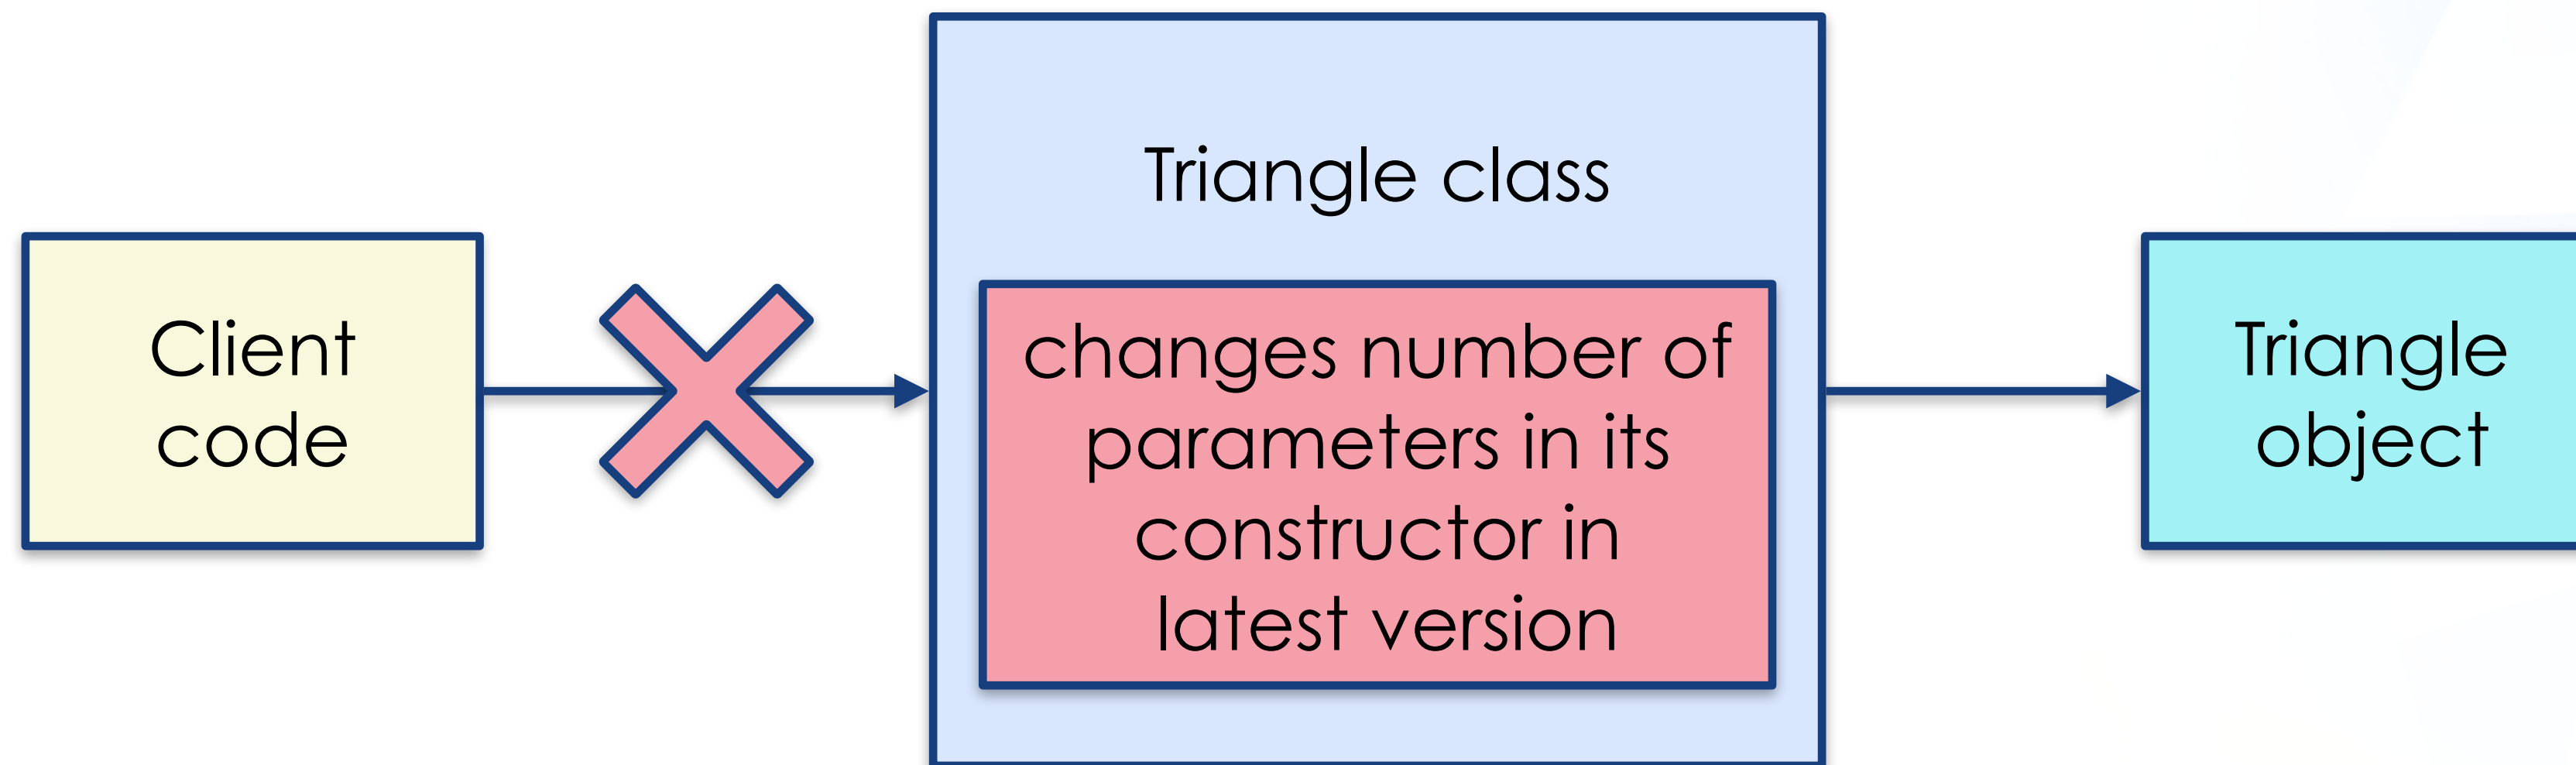 Client
code
Triangle class
changes number of
parameters in its
constructor in
latest version
Triangle
object